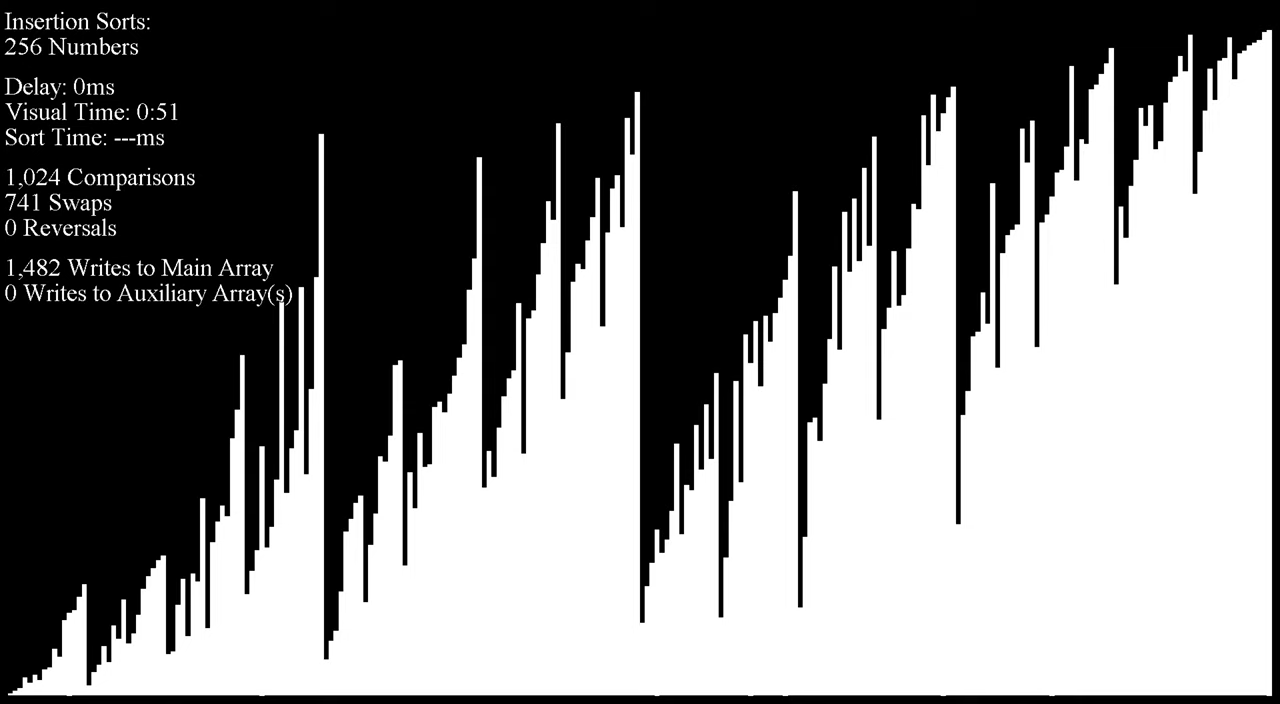 Insertion Sorts:
256 Numbers
Delay: 0ms
Visual Time: 0:51
Sort Time: ---ms
1,024 Comparisons
741 Swaps
0 Reversals
1,482 Writes to Main Array
0 Writes to Auxiliary Array(s)